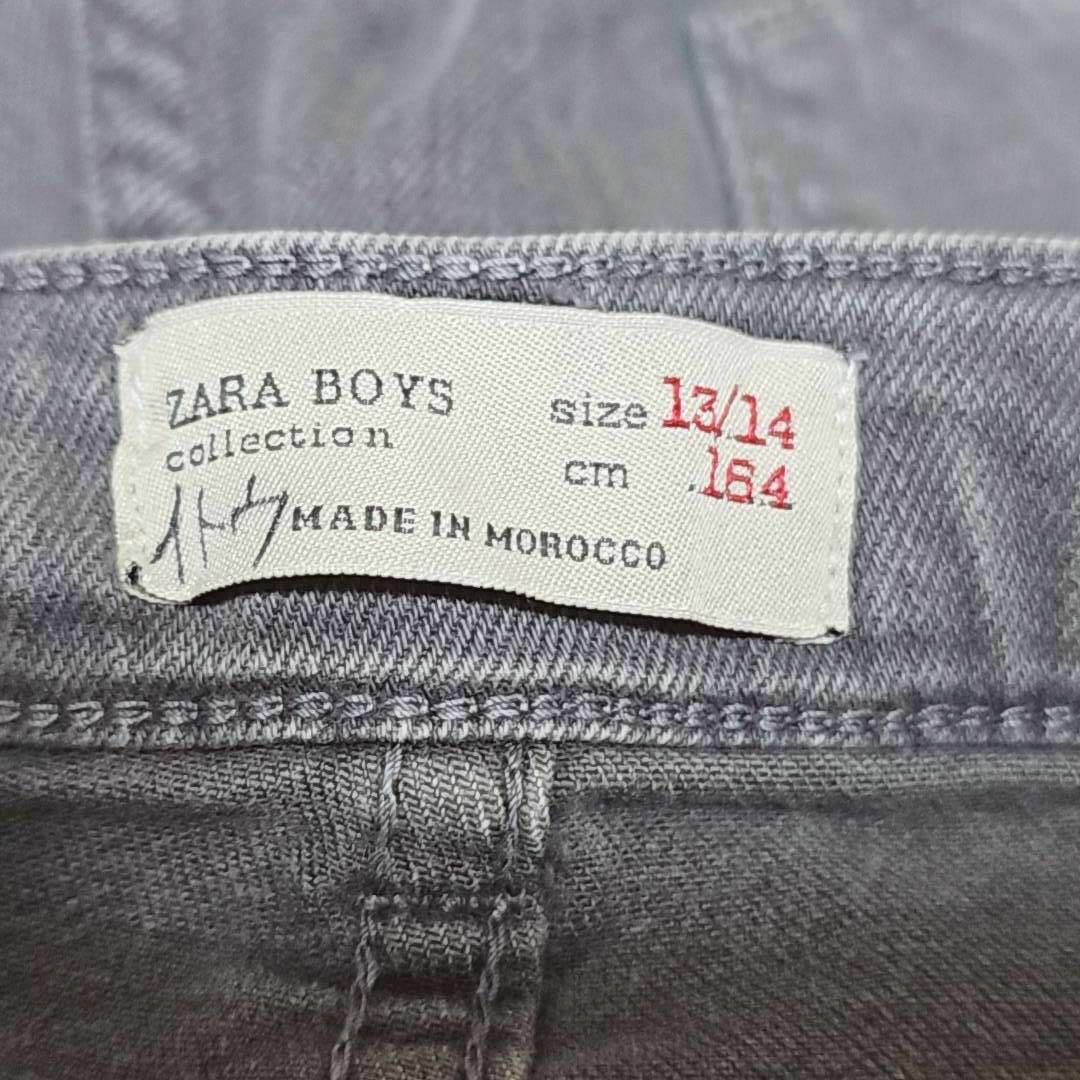 ZARA BOYS
collection
size 13/14
cm 164
MADE IN MOROCCO